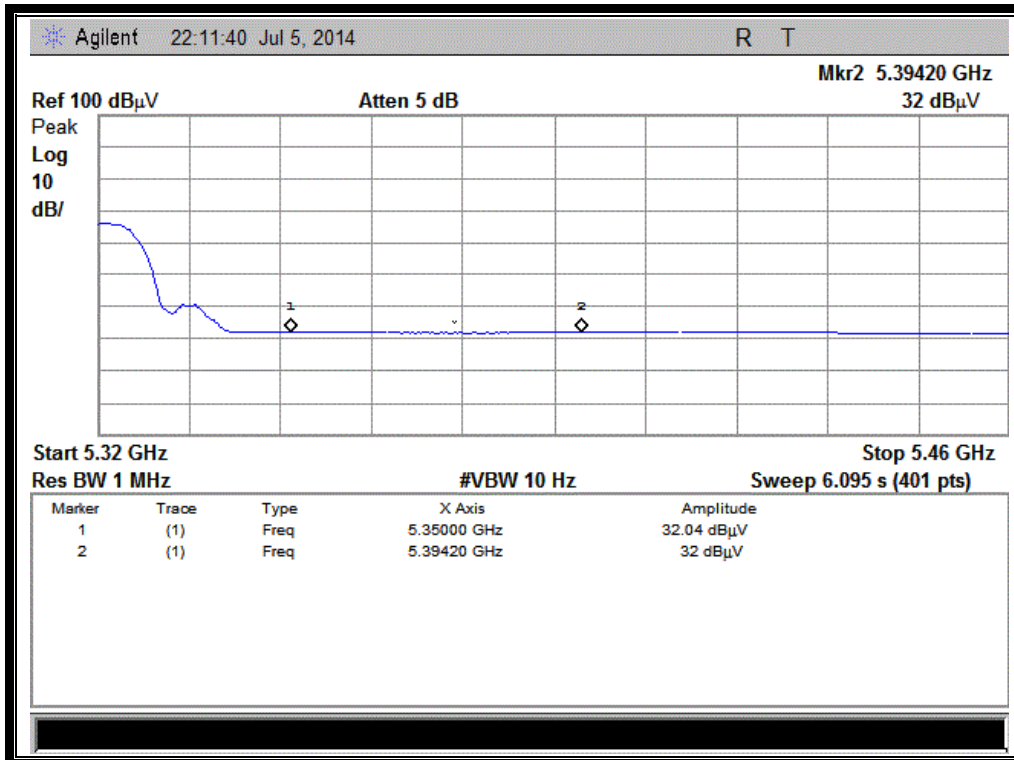 Agilent 22:11:40 Jul 5, 2014 R T
Mkr2 5.39420 GHz
Ref 100 dBµV Atten 5 dB 32 dBµV
Peak
Log
10
dB/
1 2
Start 5.32 GHz Stop 5.46 GHz
Res BW 1 MHz #VBW 10 Hz Sweep 6.095 s (401 pts)
Marker Trace Type X Axis Amplitude
1 (1) Freq 5.35000 GHz 32.04 dBµV
2 (1) Freq 5.39420 GHz 32 dBµV